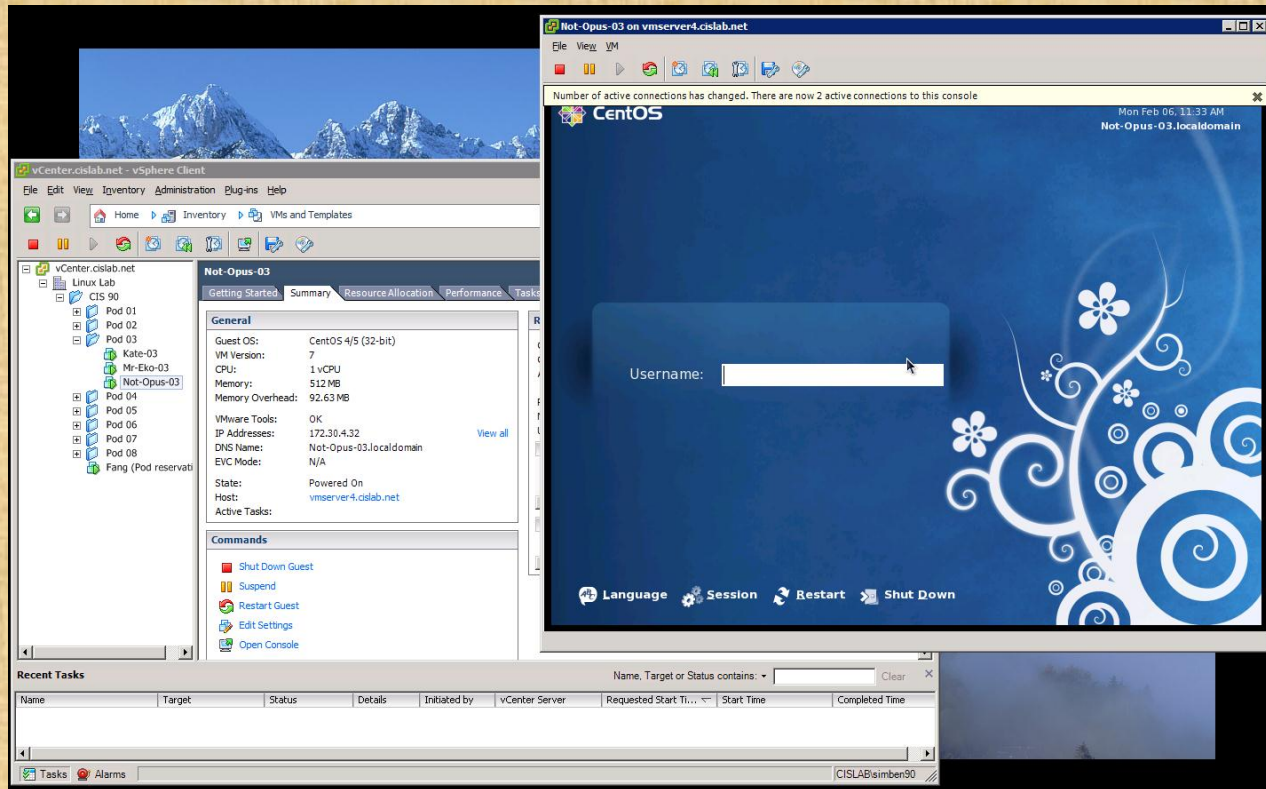 Not-Opus-03 on vmserver4.cislab.net
File View VM
Number of active connections has changed. There are now 2 active connections to this console
CentOS
Mon Feb 06, 11:33 AM
Not-Opus-03.localdomain
Username:
Language Session Restart Shut Down
vCenter.cislab.net - vSphere Client
File Edit View Inventory Administration Plug-ins Help
Home Inventory VMs and Templates
vCenter.cislab.net
Linux Lab
CIS 90
Pod 01
Pod 02
Pod 03
Kate-03
Mr-Eko-03
Not-Opus-03
Pod 04
Pod 05
Pod 06
Pod 07
Pod 08
Fang (Pod reservati
Not-Opus-03
Getting Started Summary Resource Allocation Performance Tasks
General
Guest OS: CentOS 4/5 (32-bit)
VM Version: 7
CPU: 1 vCPU
Memory: 512 MB
Memory Overhead: 92.63 MB
VMware Tools: OK
IP Addresses: 172.30.4.32 View all
DNS Name: Not-Opus-03.localdomain
EVC Mode: N/A
State: Powered On
Host: vmserver4.cislab.net
Active Tasks:
Commands
Shut Down Guest
Suspend
Restart Guest
Edit Settings
Open Console
Recent Tasks Name, Target or Status contains: Clear
Name Target Status Details Initiated by vCenter Server Requested Start Ti... Start Time Completed Time
Tasks Alarms CISLAB\simben90